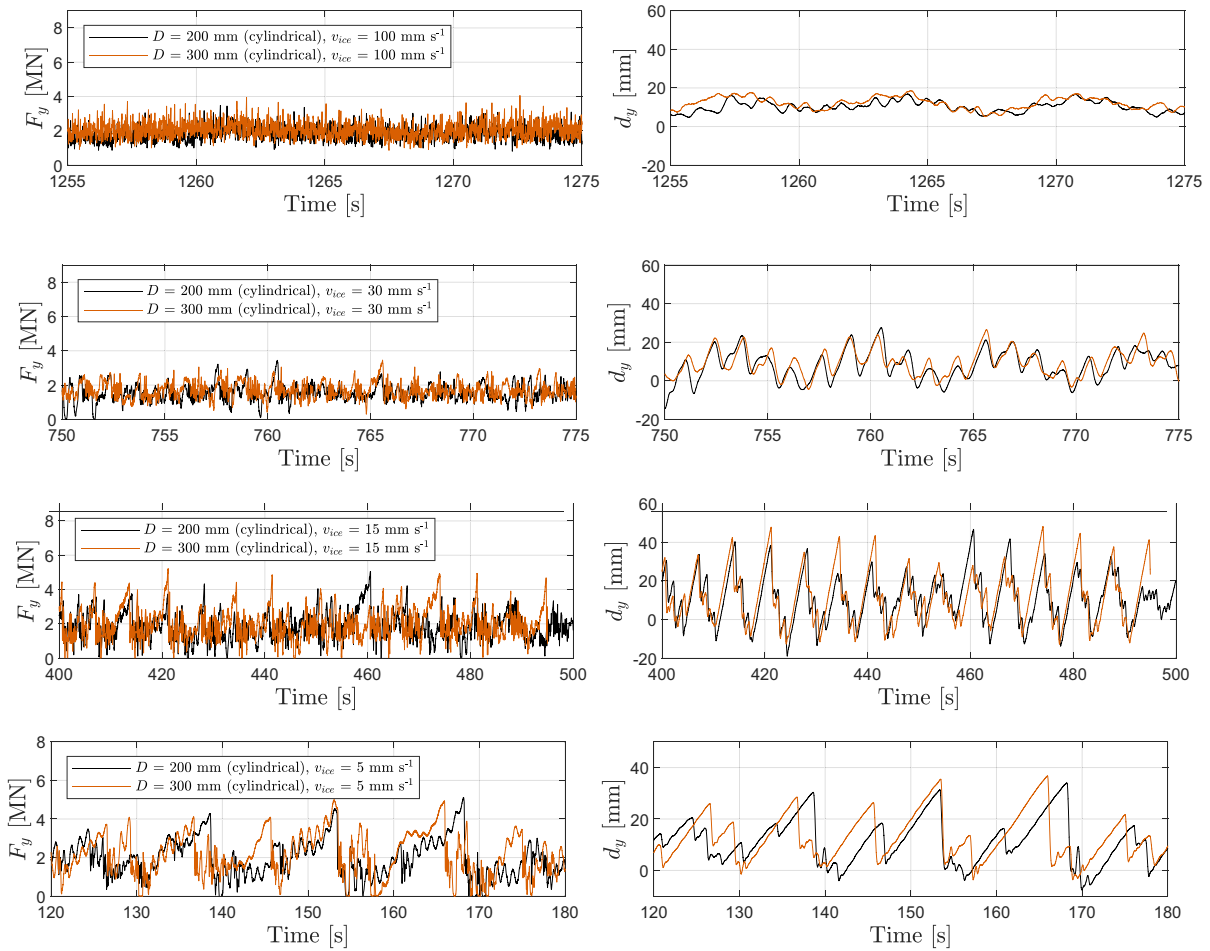 8
6
4
2
0
F_y [MN]
D = 200 mm (cylindrical), v_ice = 100 mm s^-1
D = 300 mm (cylindrical), v_ice = 100 mm s^-1
1255 1260 1265 1270 1275
Time [s]
60
40
20
0
-20
d_y [mm]
1255 1260 1265 1270 1275
Time [s]
8
6
4
2
0
F_y [MN]
D = 200 mm (cylindrical), v_ice = 30 mm s^-1
D = 300 mm (cylindrical), v_ice = 30 mm s^-1
750 755 760 765 770 775
Time [s]
60
40
20
0
-20
d_y [mm]
750 755 760 765 770 775
Time [s]
8
6
4
2
0
F_y [MN]
D = 200 mm (cylindrical), v_ice = 15 mm s^-1
D = 300 mm (cylindrical), v_ice = 15 mm s^-1
400 420 440 460 480 500
Time [s]
60
40
20
0
-20
d_y [mm]
400 420 440 460 480 500
Time [s]
8
6
4
2
0
F_y [MN]
D = 200 mm (cylindrical), v_ice = 5 mm s^-1
D = 300 mm (cylindrical), v_ice = 5 mm s^-1
120 130 140 150 160 170 180
Time [s]
40
20
0
d_y [mm]
120 130 140 150 160 170 180
Time [s]